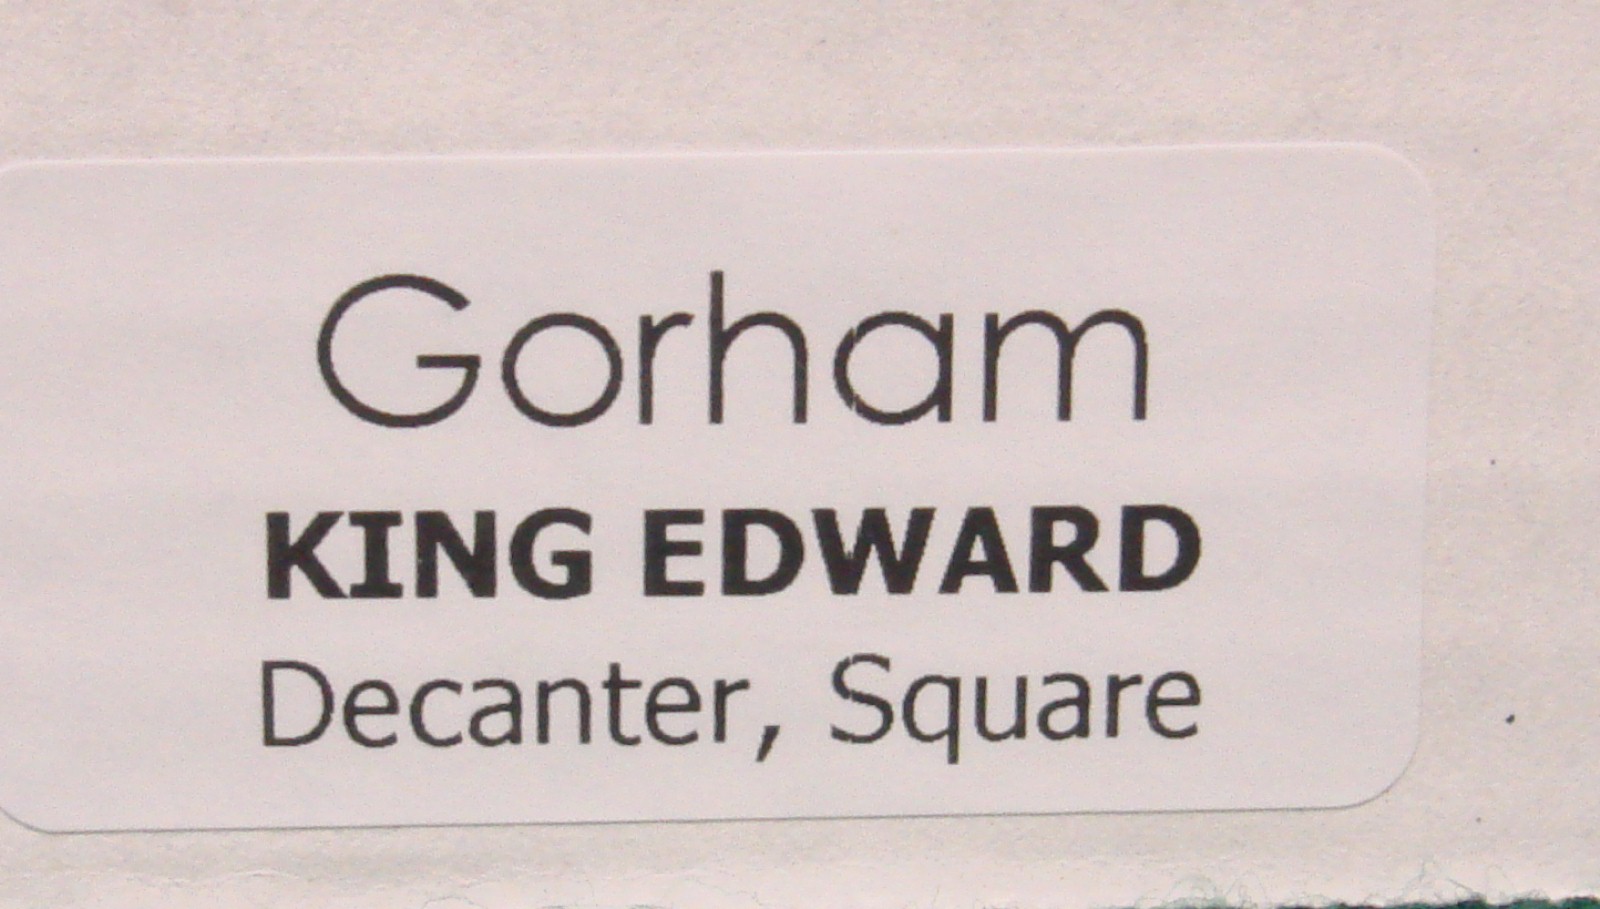 Gorham
KING EDWARD
Decanter, Square